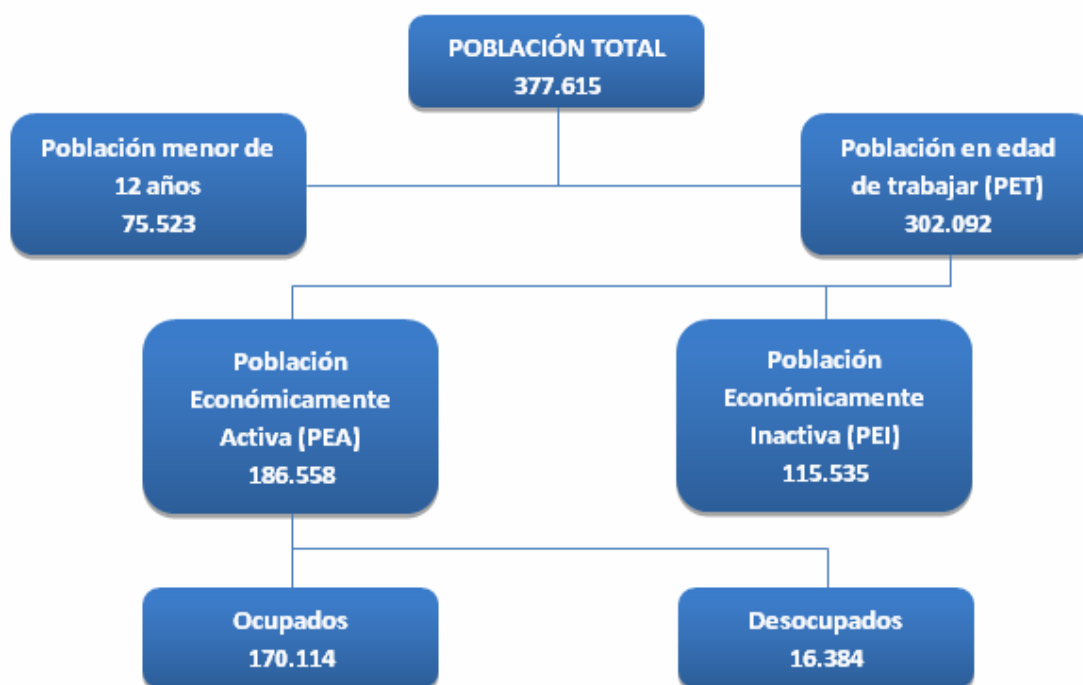 POBLACIÓN TOTAL
377.615
Población menor de
12 años
75.523
Población en edad
de trabajar (PET)
302.092
Población
Económicamente
Activa (PEA)
186.558
Población
Económicamente
Inactiva (PEI)
115.535
Ocupados
170.114
Desocupados
16.384